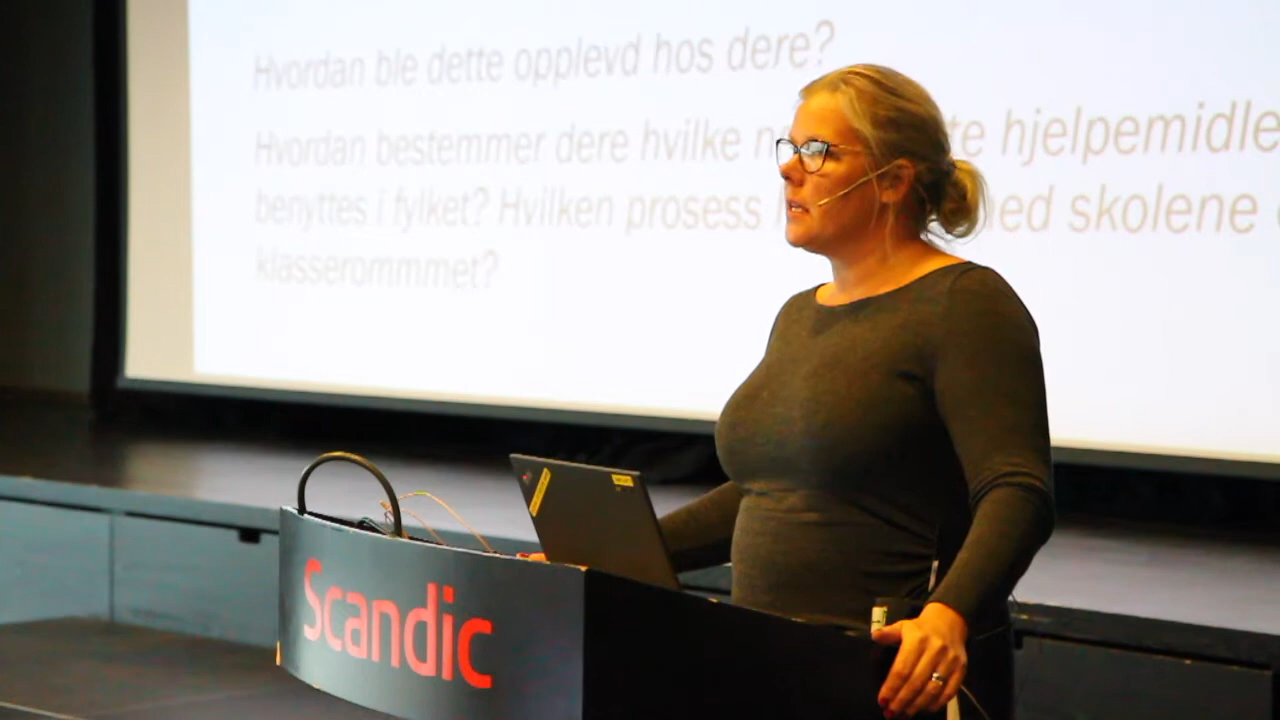 Hvordan ble dette opplevd hos dere?
Hvordan bestemmer dere hvilke te hjelpemidle
benyttes i fylket? Hvilken prosess med skolene
klasserommmet?
Scandic